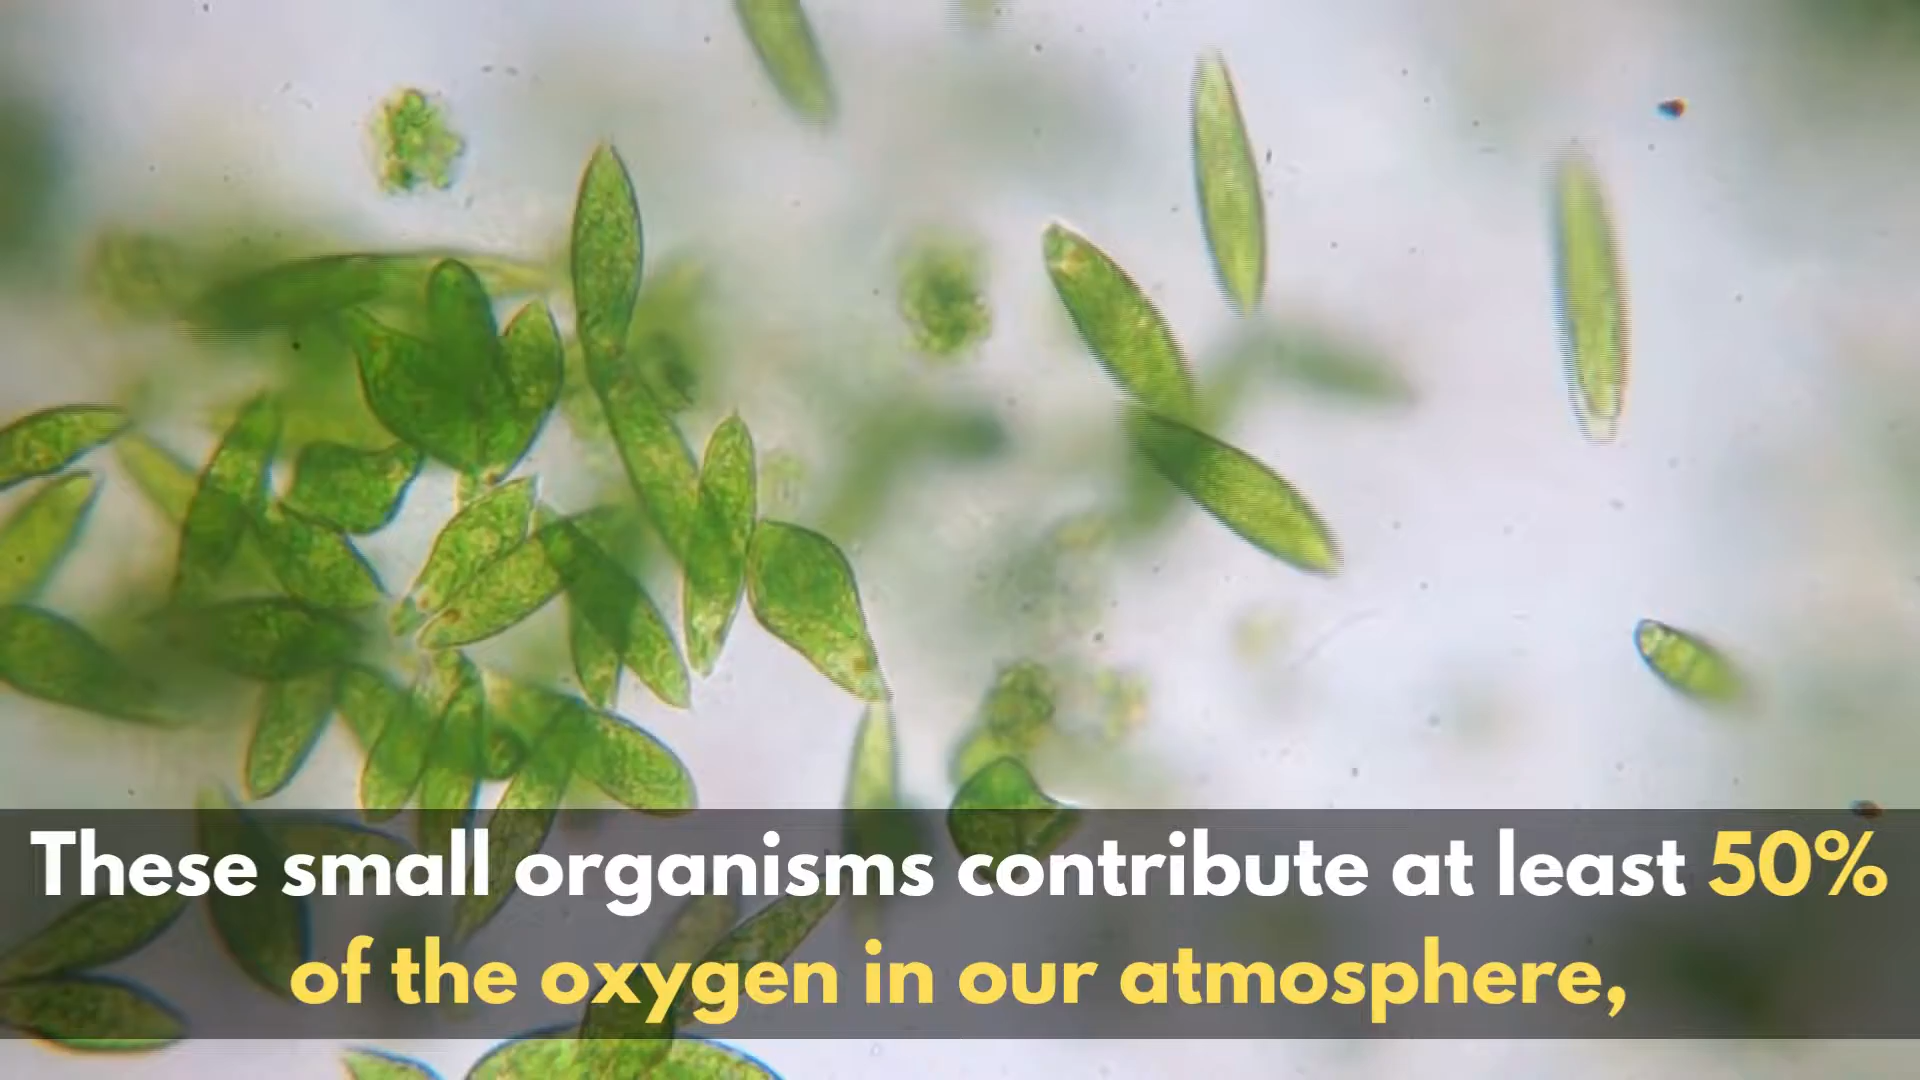 These small organisms contribute at least 50%
of the oxygen in our atmosphere,